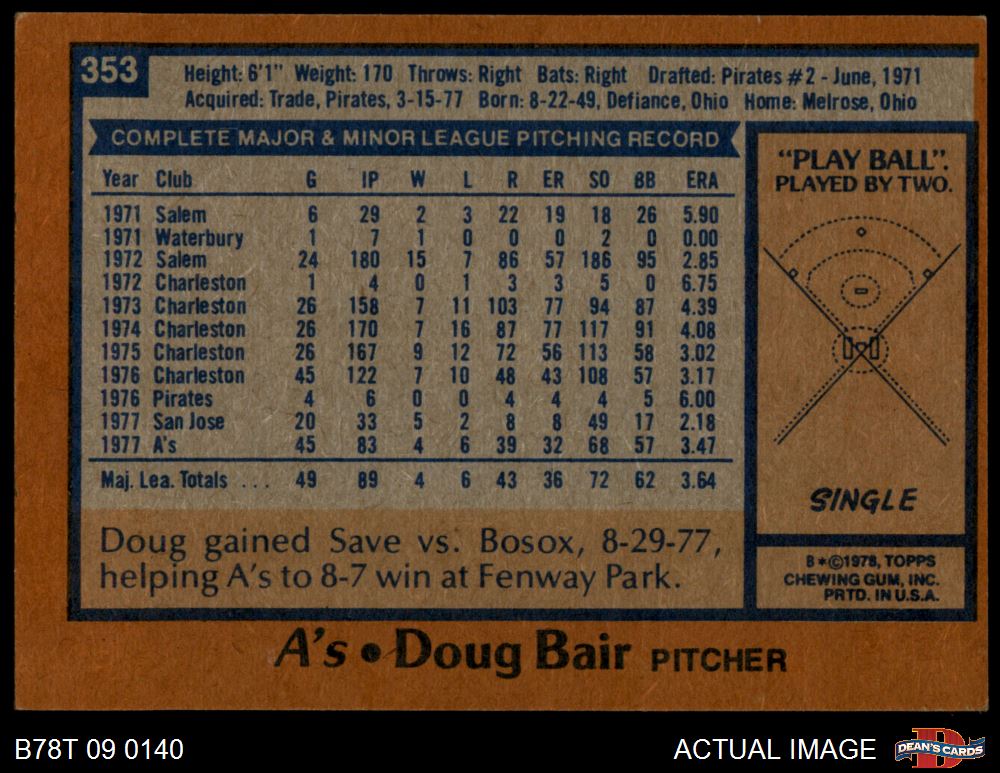 353
Height: 6'1" Weight: 170 Throws: Right Bats: Right Drafted: Pirates #2 - June, 1971
Acquired: Trade, Pirates, 3-15-77 Born: 8-22-49, Defiance, Ohio Home: Melrose, Ohio
COMPLETE MAJOR & MINOR LEAGUE PITCHING RECORD
Year Club G IP W L R ER SO BB ERA
1971 Salem 6 29 2 3 22 19 18 26 5.90
1971 Waterbury 1 7 1 0 0 0 2 0 0.00
1972 Salem 24 180 15 7 86 57 186 95 2.85
1972 Charleston 1 4 0 1 3 3 5 0 6.75
1973 Charleston 26 158 7 11 103 77 94 87 4.39
1974 Charleston 26 170 7 16 87 77 117 91 4.08
1975 Charleston 26 167 9 12 72 56 113 58 3.02
1976 Charleston 45 122 7 10 48 43 108 57 3.17
1976 Pirates 4 6 0 0 4 4 4 5 6.00
1977 San Jose 20 33 5 2 8 8 49 17 2.18
1977 A's 45 83 4 6 39 32 68 57 3.47
Maj. Lea. Totals ... 49 89 4 6 43 36 72 62 3.64
Doug gained Save vs. Bosox, 8-29-77,
helping A's to 8-7 win at Fenway Park.
"PLAY BALL".
PLAYED BY TWO.
SINGLE
B*©1978, TOPPS
CHEWING GUM, INC.
PRTD. IN U.S.A.
A's • Doug Bair PITCHER
B78T 09 0140
ACTUAL IMAGE
D
DEAN'S CARDS